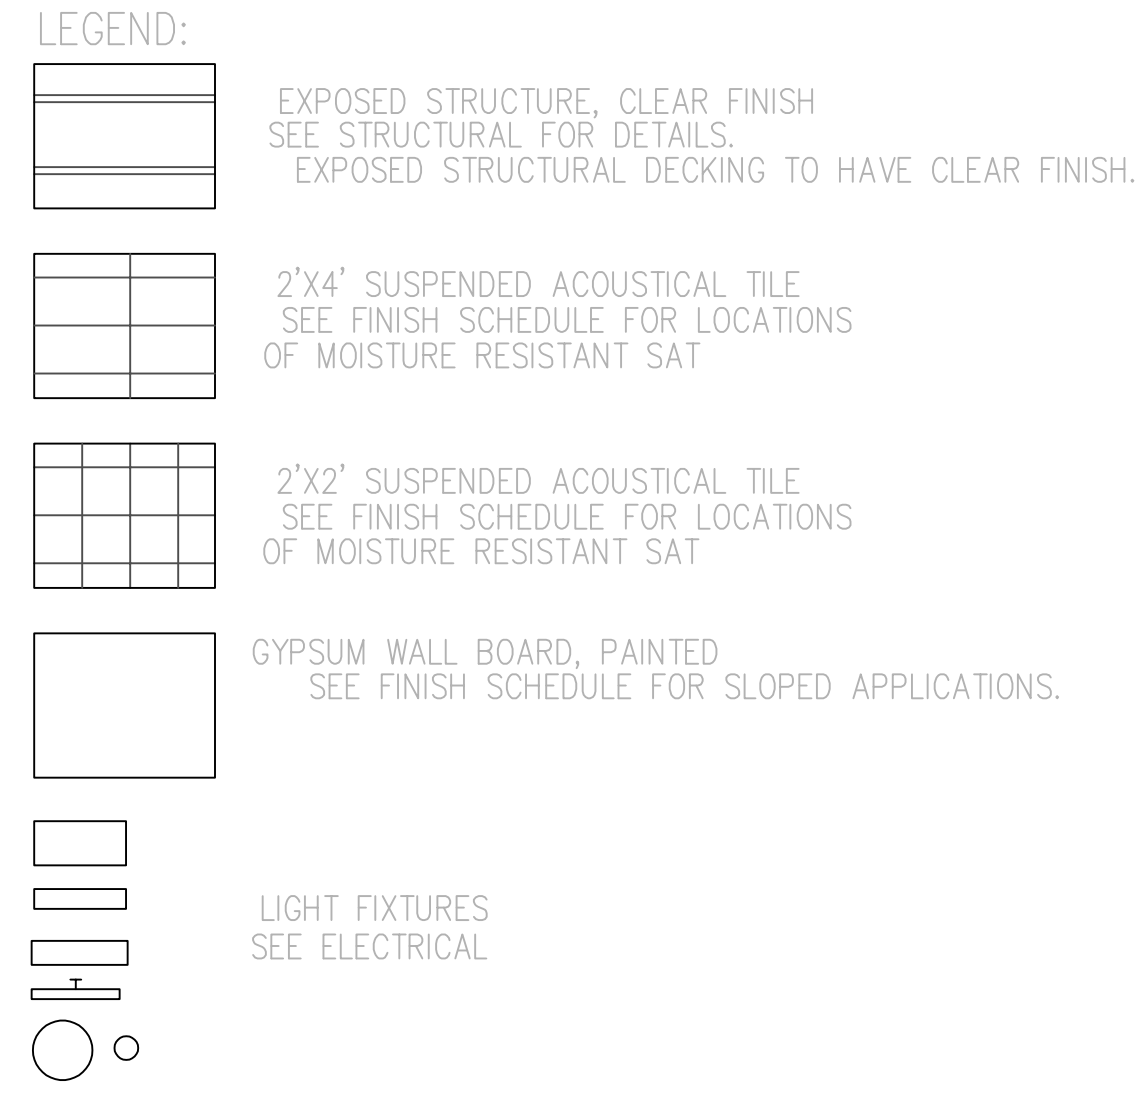 LEGEND:
EXPOSED STRUCTURE, CLEAR FINISH
SEE STRUCTURAL FOR DETAILS.
EXPOSED STRUCTURAL DECKING TO HAVE CLEAR FINISH.
2'X4' SUSPENDED ACOUSTICAL TILE
SEE FINISH SCHEDULE FOR LOCATIONS
OF MOISTURE RESISTANT SAT
2'X2' SUSPENDED ACOUSTICAL TILE
SEE FINISH SCHEDULE FOR LOCATIONS
OF MOISTURE RESISTANT SAT
GYPSUM WALL BOARD, PAINTED
SEE FINISH SCHEDULE FOR SLOPED APPLICATIONS.
LIGHT FIXTURES
SEE ELECTRICAL